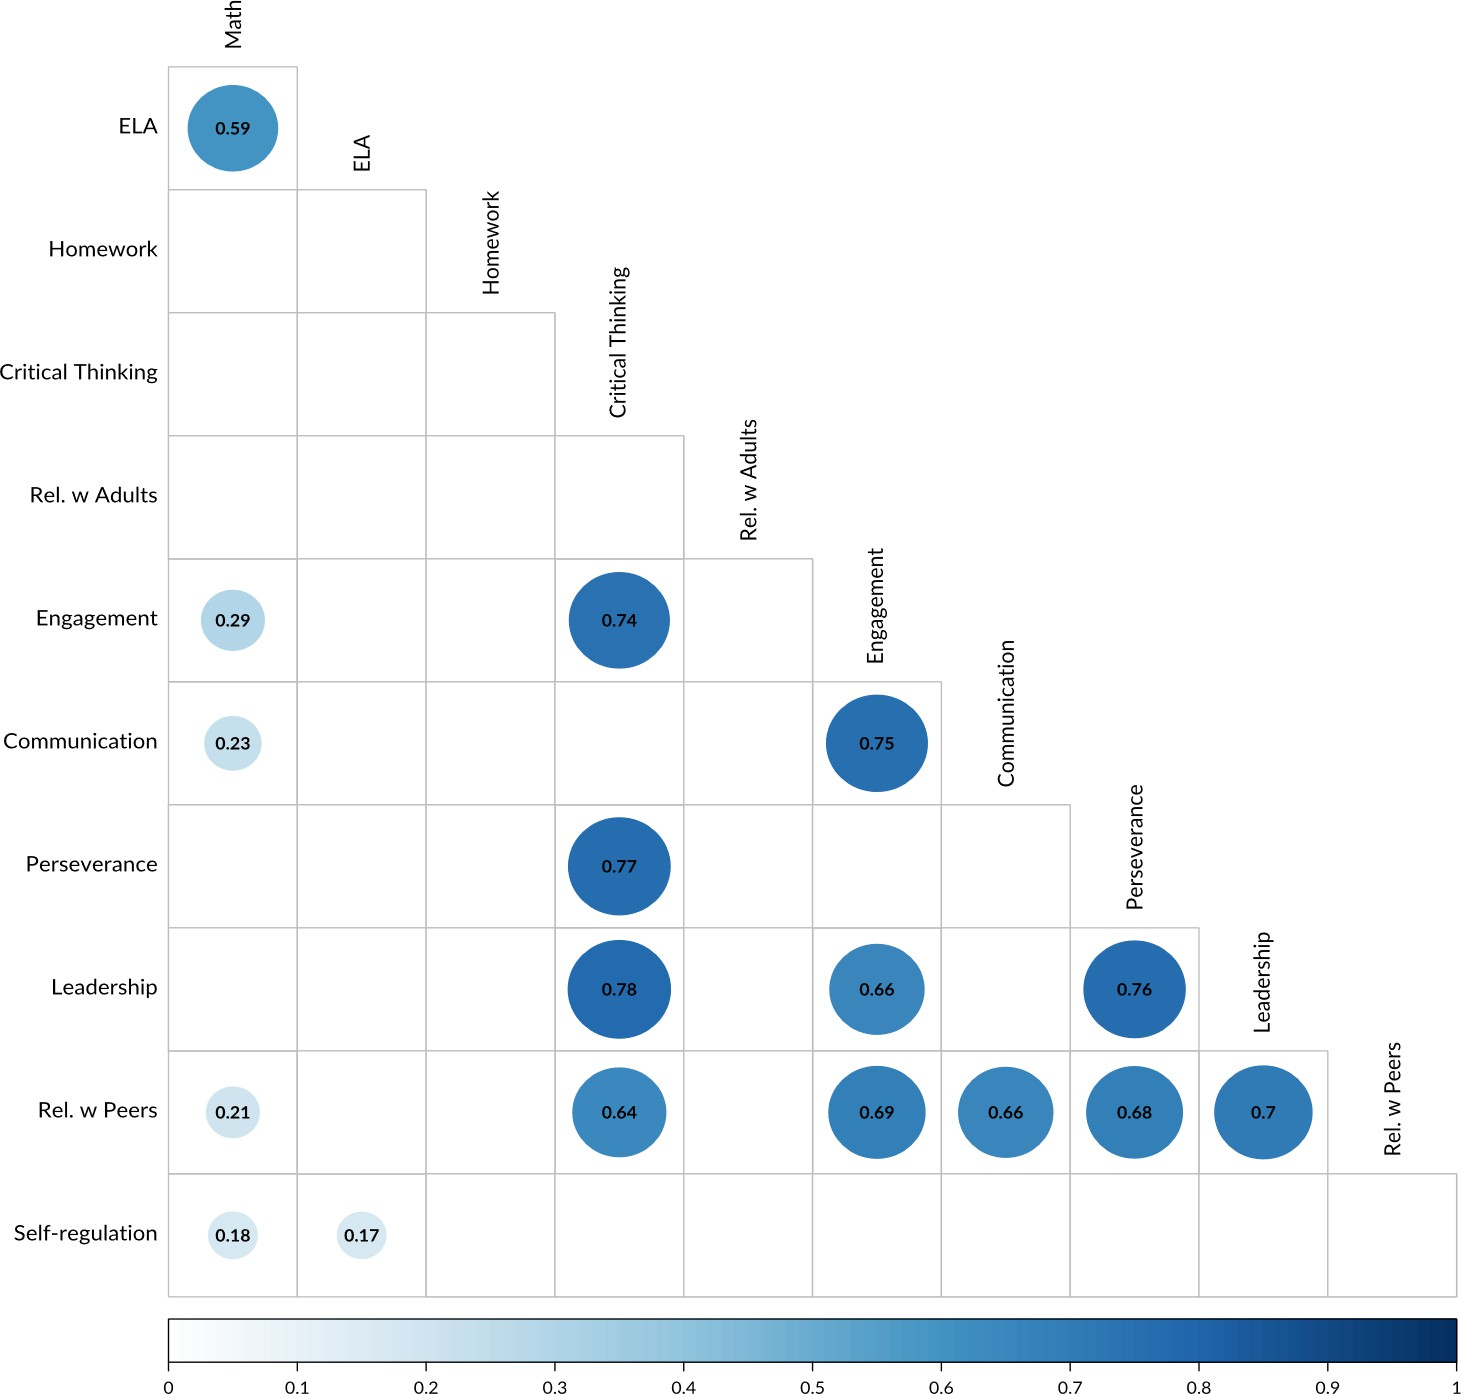 Math
ELA 0.59
ELA
Homework
Homework
Critical Thinking
Critical Thinking
Rel. w Adults
Rel. w Adults
Engagement 0.29 0.74
Engagement
Communication 0.23 0.75
Communication
Perseverance 0.77
Perseverance
Leadership 0.78 0.66 0.76
Leadership
Rel. w Peers 0.21 0.64 0.69 0.66 0.68 0.7
Rel. w Peers
Self-regulation 0.18 0.17
0 0.1 0.2 0.3 0.4 0.5 0.6 0.7 0.8 0.9 1